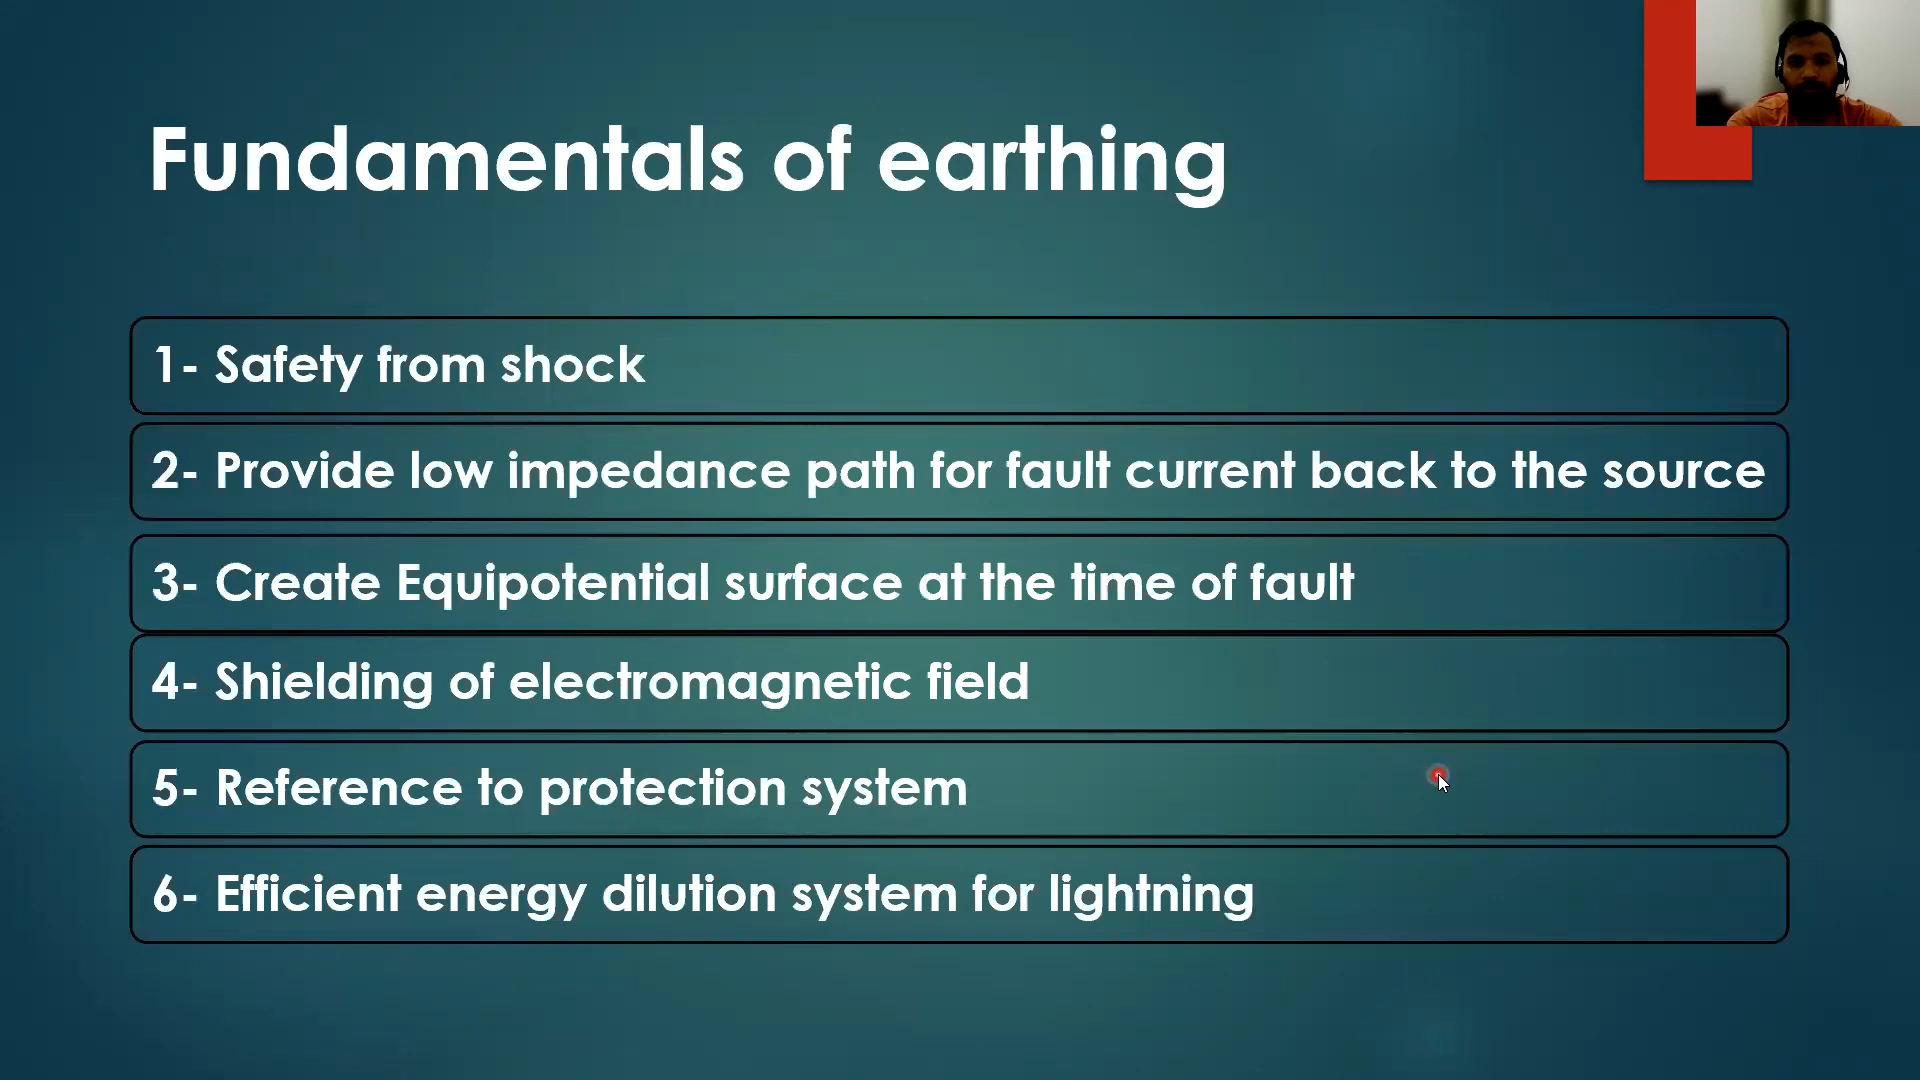 Fundamentals of earthing
1- Safety from shock
2- Provide low impedance path for fault current back to the source
3- Create Equipotential surface at the time of fault
4- Shielding of electromagnetic field
5- Reference to protection system
6- Efficient energy dilution system for lightning